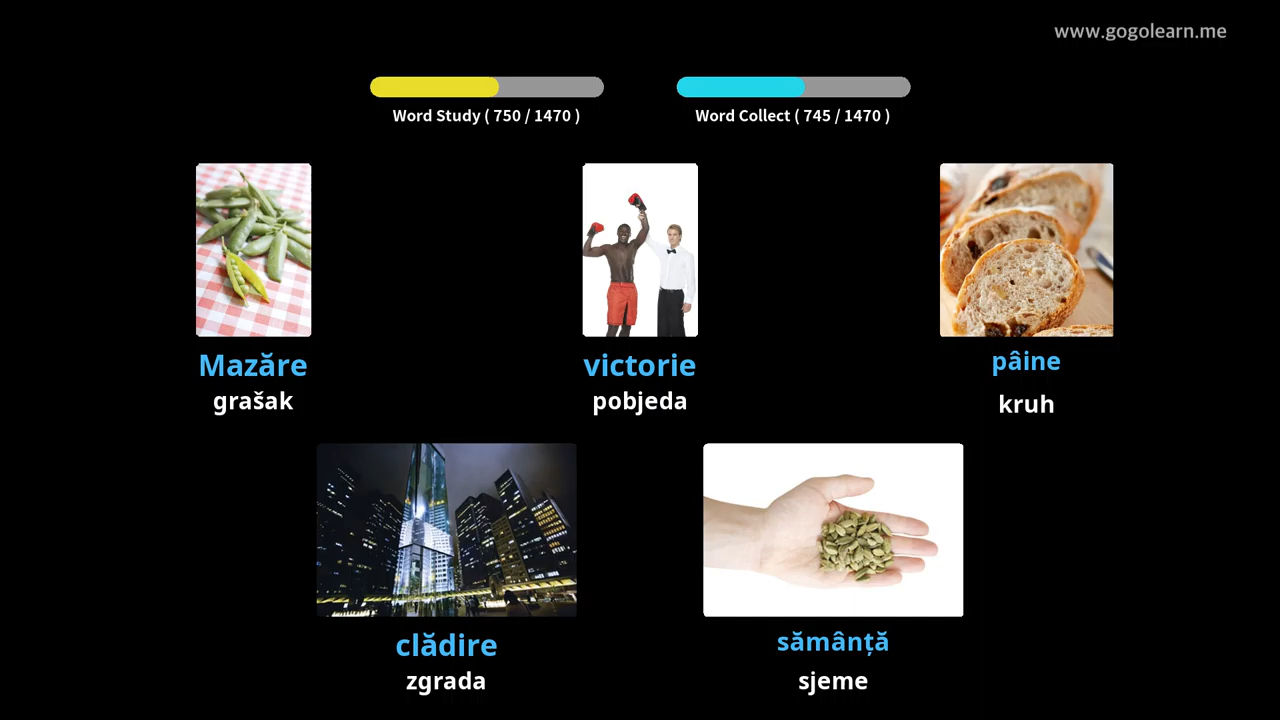 www.gogolearn.me
Word Study ( 750 / 1470 )
Word Collect ( 745 / 1470 )
Mazăre
grašak
victorie
pobjeda
pâine
kruh
clădire
zgrada
sămânță
sjeme